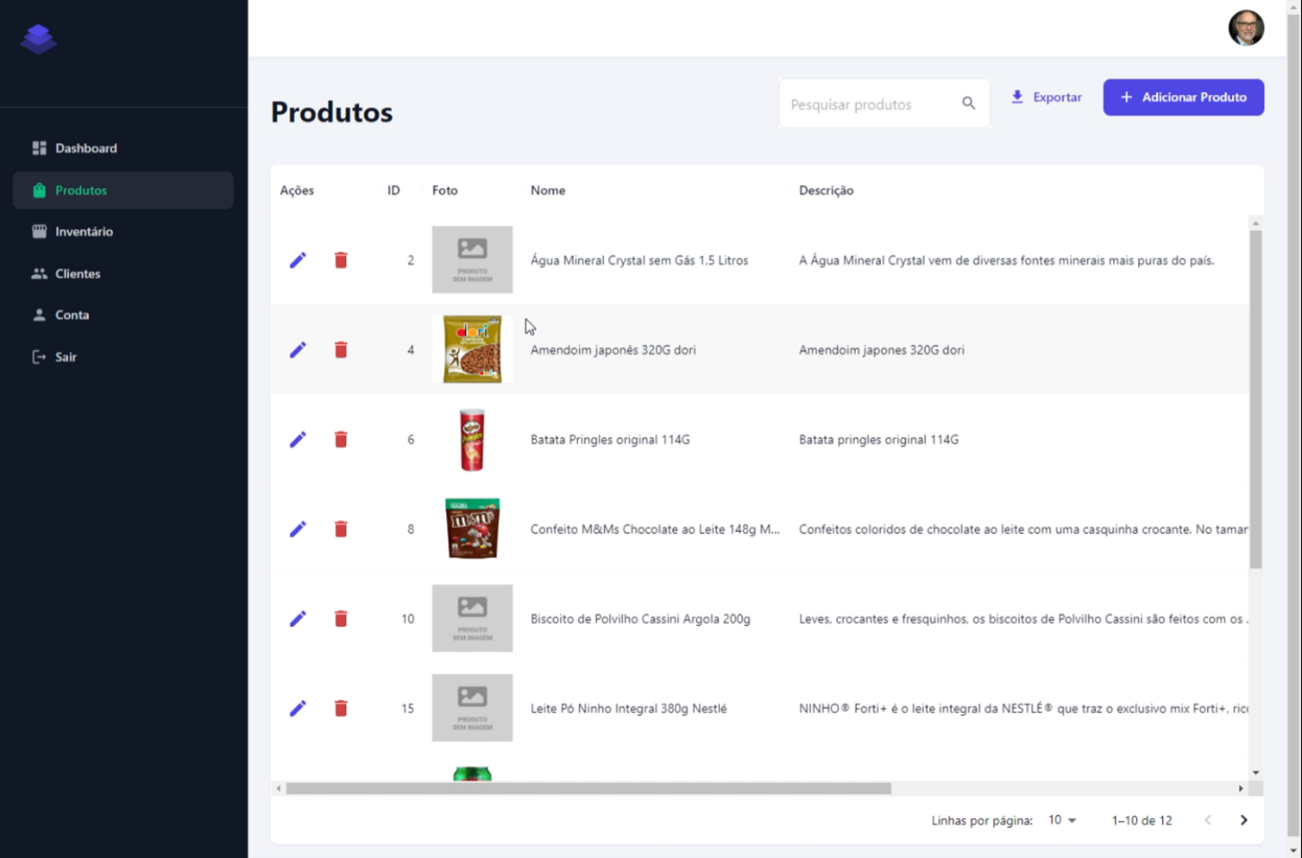 Produtos
Pesquisar produtos
Exportar
+ Adicionar Produto
Dashboard
Produtos
Inventário
Clientes
Conta
Sair
Ações ID Foto Nome Descrição
2 PRODUTO SEM IMAGEM Água Mineral Crystal sem Gás 1,5 Litros A Água Mineral Crystal vem de diversas fontes minerais mais puras do país.
4 dori Amendoim japonês 320G dori Amendoim japones 320G dori
6 Pringles Batata Pringles original 114G Batata pringles original 114G
8 m&m's Confeito M&Ms Chocolate ao Leite 148g M... Confeitos coloridos de chocolate ao leite com uma casquinha crocante. No tamar
10 PRODUTO SEM IMAGEM Biscoito de Polvilho Cassini Argola 200g Leves, crocantes e fresquinhos, os biscoitos de Polvilho Cassini são feitos com os .
15 PRODUTO SEM IMAGEM Leite Pó Ninho Integral 380g Nestlé NINHO® Forti+ é o leite integral da NESTLÉ® que traz o exclusivo mix Forti+, rico
Linhas por página: 10 1–10 de 12